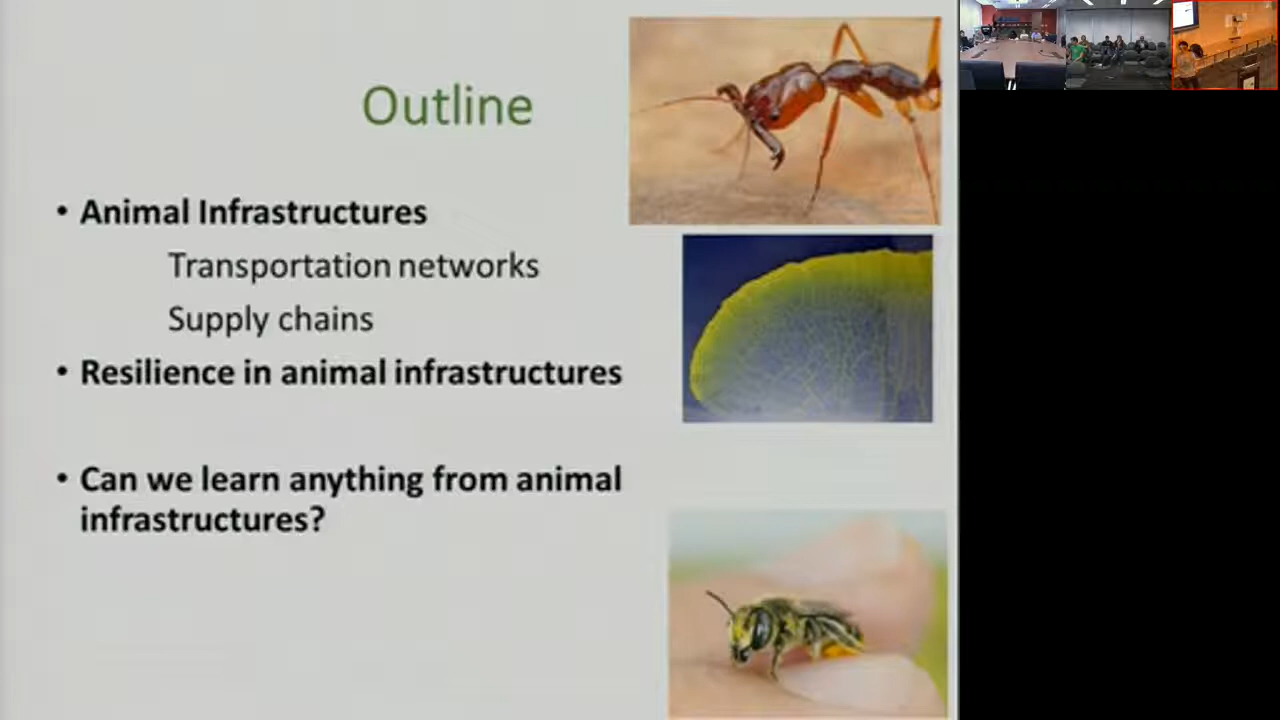 Outline
• Animal Infrastructures
Transportation networks
Supply chains
• Resilience in animal infrastructures
• Can we learn anything from animal
infrastructures?